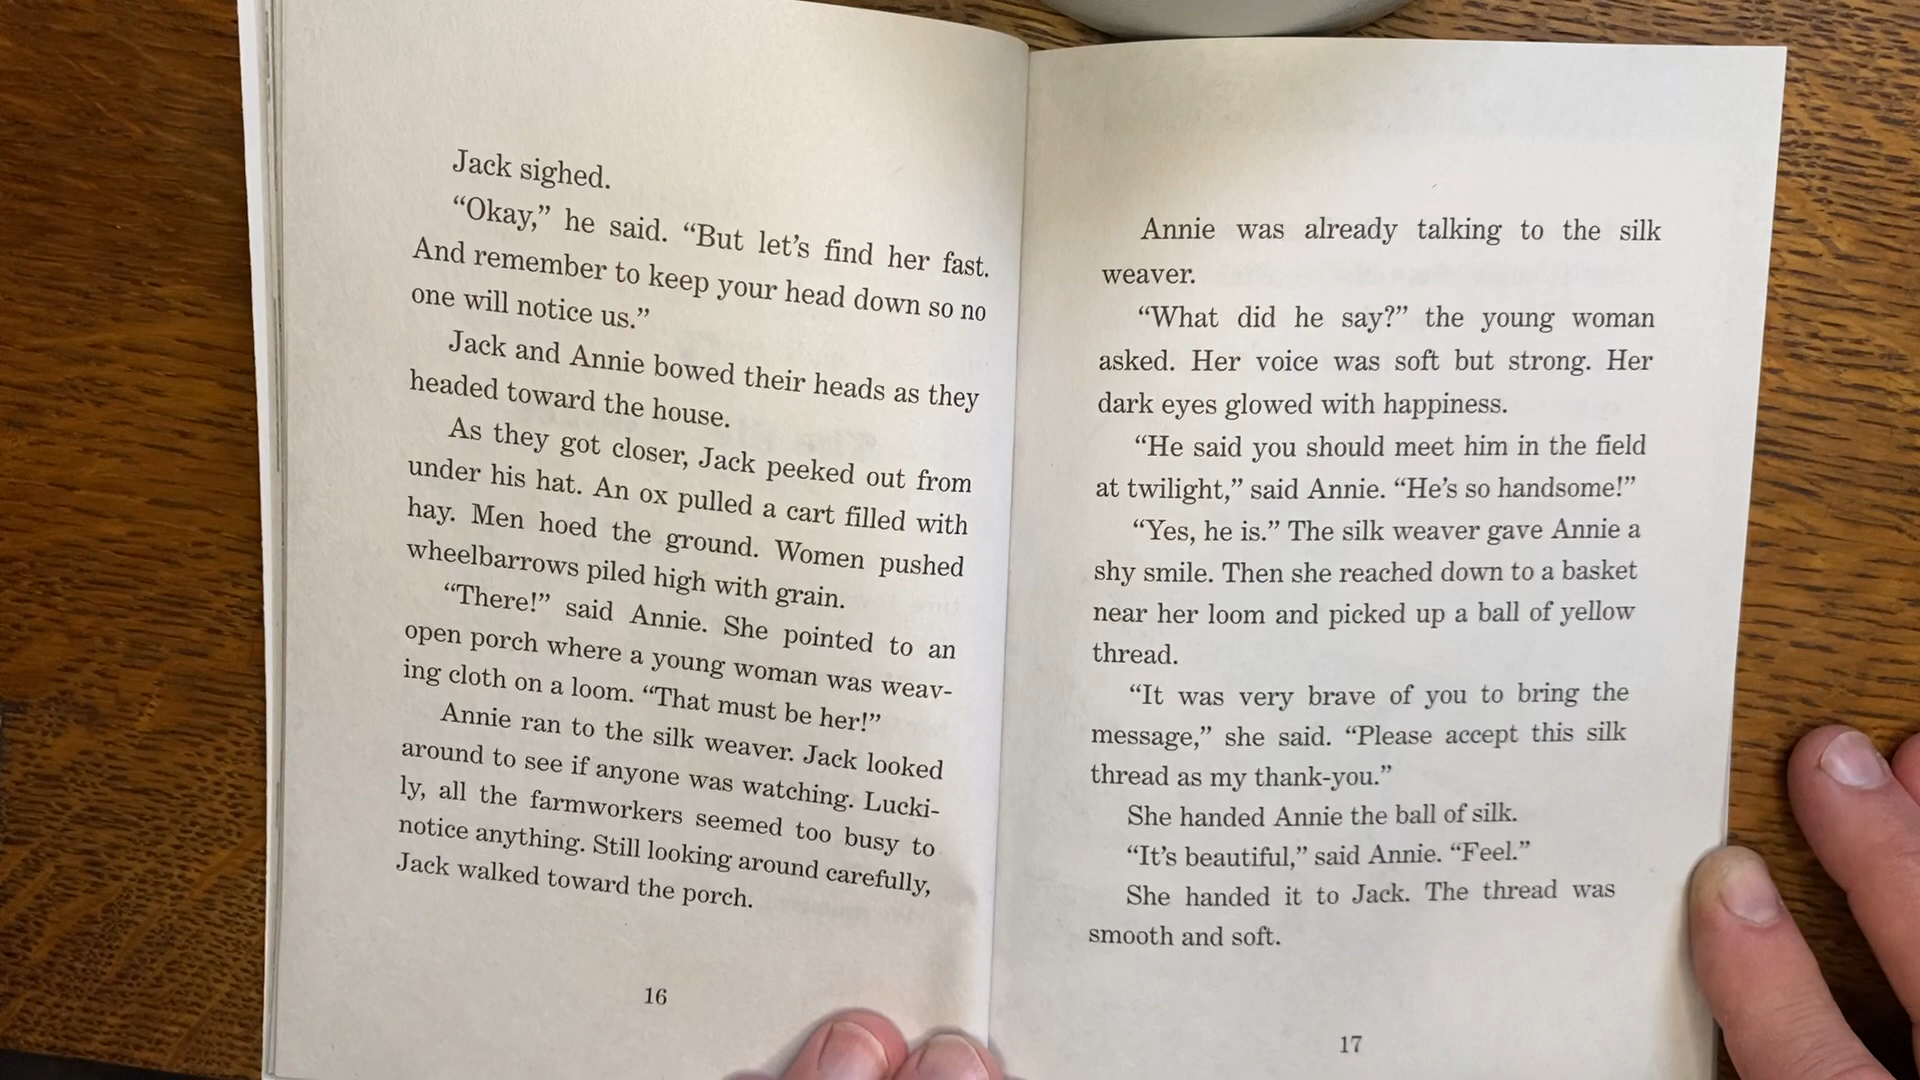 Jack sighed.
“Okay,” he said. “But let’s find her fast.
And remember to keep your head down so no
one will notice us.”
Jack and Annie bowed their heads as they
headed toward the house.
As they got closer, Jack peeked out from
under his hat. An ox pulled a cart filled with
hay. Men hoed the ground. Women pushed
wheelbarrows piled high with grain.
“There!” said Annie. She pointed to an
open porch where a young woman was weav-
ing cloth on a loom. “That must be her!”
Annie ran to the silk weaver. Jack looked
around to see if anyone was watching. Lucki-
ly, all the farmworkers seemed too busy to
notice anything. Still looking around carefully,
Jack walked toward the porch.
16
Annie was already talking to the silk
weaver.
“What did he say?” the young woman
asked. Her voice was soft but strong. Her
dark eyes glowed with happiness.
“He said you should meet him in the field
at twilight,” said Annie. “He’s so handsome!”
“Yes, he is.” The silk weaver gave Annie a
shy smile. Then she reached down to a basket
near her loom and picked up a ball of yellow
thread.
“It was very brave of you to bring the
message,” she said. “Please accept this silk
thread as my thank-you.”
She handed Annie the ball of silk.
“It’s beautiful,” said Annie. “Feel.”
She handed it to Jack. The thread was
smooth and soft.
17